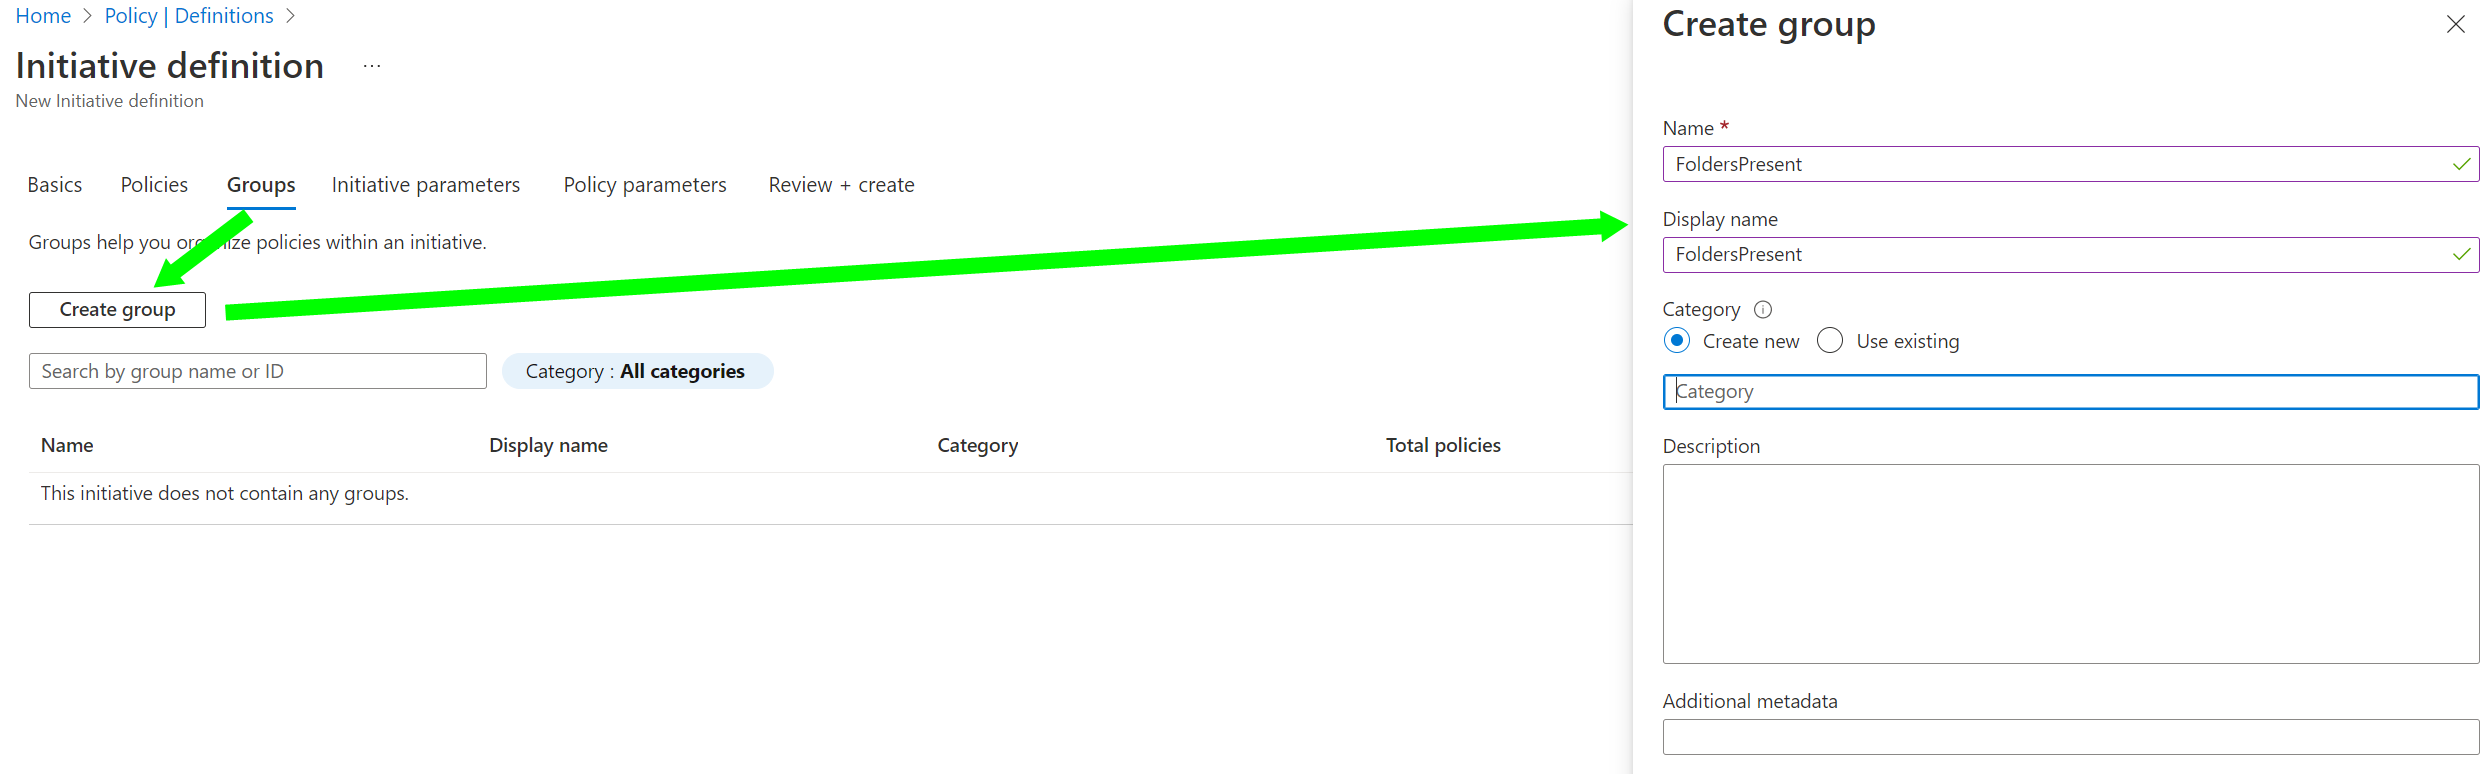 Home > Policy | Definitions >
Initiative definition ...
New Initiative definition
Basics Policies Groups Initiative parameters Policy parameters Review + create
Groups help you organize policies within an initiative.
Create group
Search by group name or ID Category : All categories
Name Display name Category Total policies
This initiative does not contain any groups.
Create group
Name *
FoldersPresent
Display name
FoldersPresent
Category
Create new Use existing
Category
Description
Additional metadata